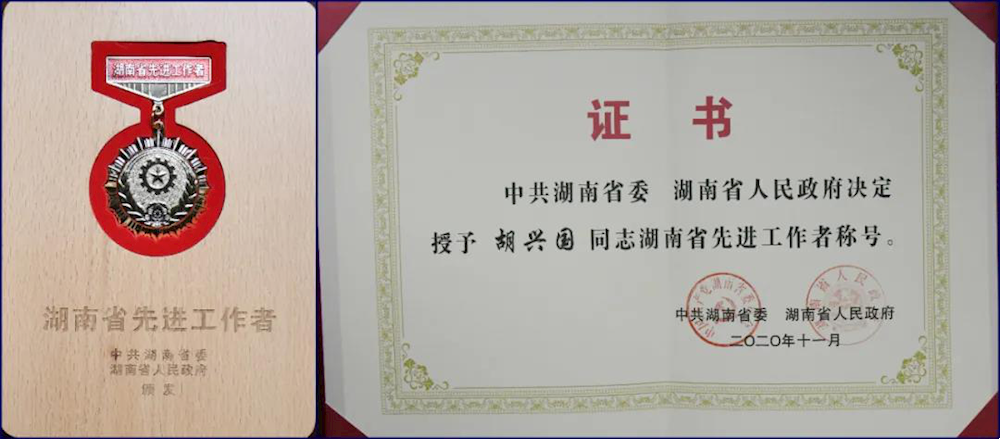 湖南省先进工作者
湖南省先进工作者
中共湖南省委
湖南省人民政府
颁发
证书
中共湖南省委 湖南省人民政府决定
授予 胡兴国 同志湖南省先进工作者称号。
中共湖南省委 湖南省人民政府
二〇二〇年十一月